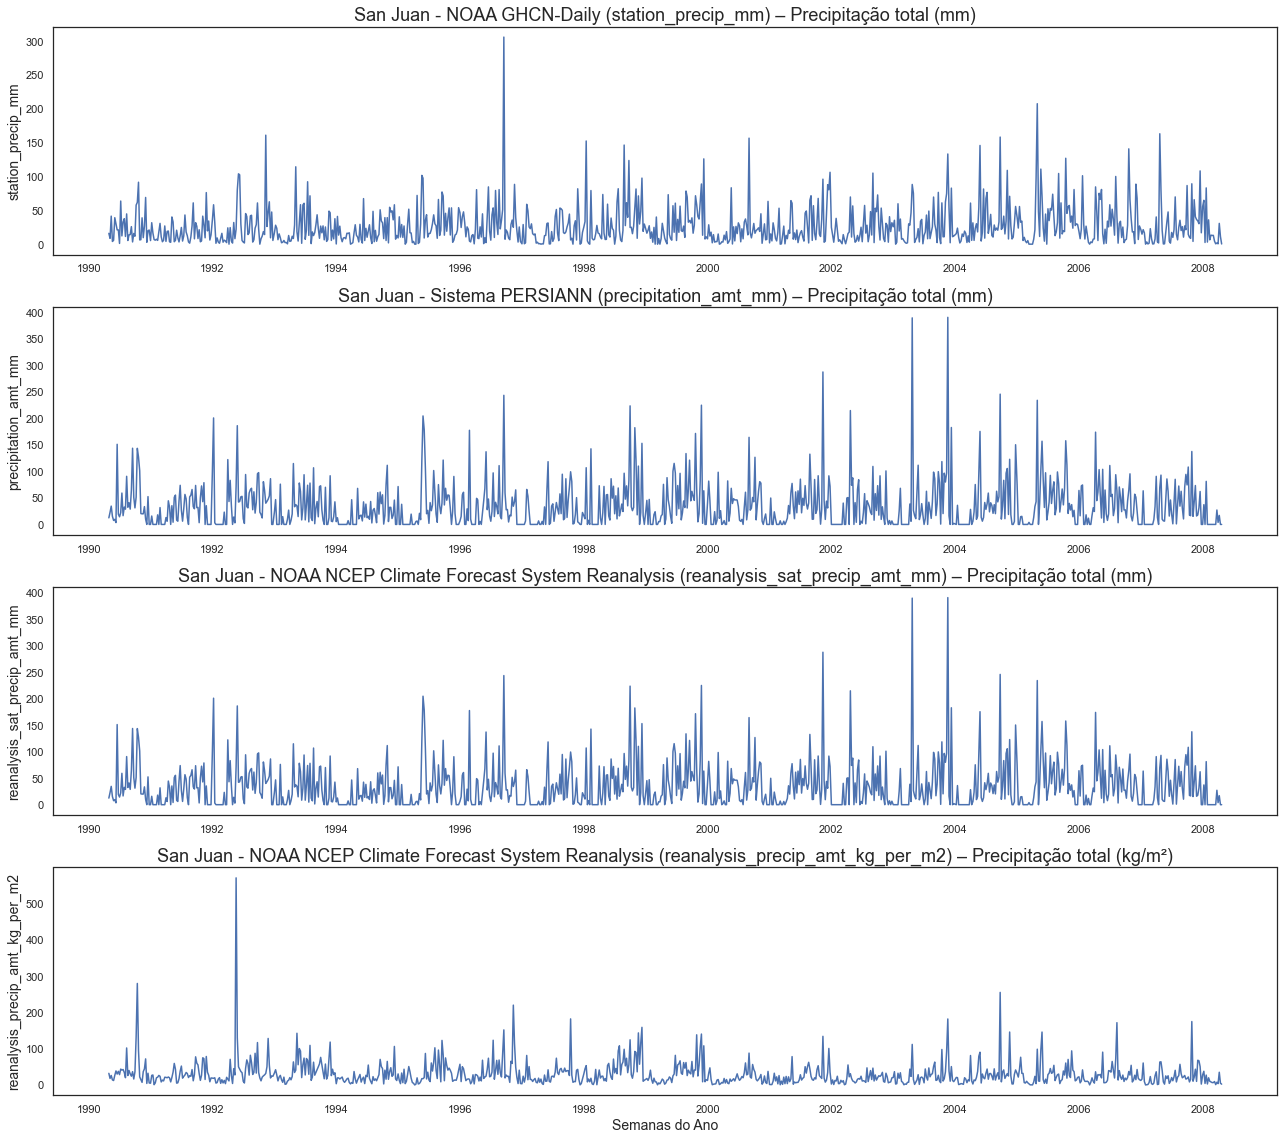 San Juan - NOAA GHCN-Daily (station_precip_mm) – Precipitação total (mm)
station_precip_mm
300
250
200
150
100
50
0
1990 1992 1994 1996 1998 2000 2002 2004 2006 2008
San Juan - Sistema PERSIANN (precipitation_amt_mm) – Precipitação total (mm)
precipitation_amt_mm
400
350
300
250
200
150
100
50
0
1990 1992 1994 1996 1998 2000 2002 2004 2006 2008
San Juan - NOAA NCEP Climate Forecast System Reanalysis (reanalysis_sat_precip_amt_mm) – Precipitação total (mm)
reanalysis_sat_precip_amt_mm
400
350
300
250
200
150
100
50
0
1990 1992 1994 1996 1998 2000 2002 2004 2006 2008
San Juan - NOAA NCEP Climate Forecast System Reanalysis (reanalysis_precip_amt_kg_per_m2) – Precipitação total (kg/m²)
reanalysis_precip_amt_kg_per_m2
500
400
300
200
100
0
1990 1992 1994 1996 1998 2000 2002 2004 2006 2008
Semanas do Ano